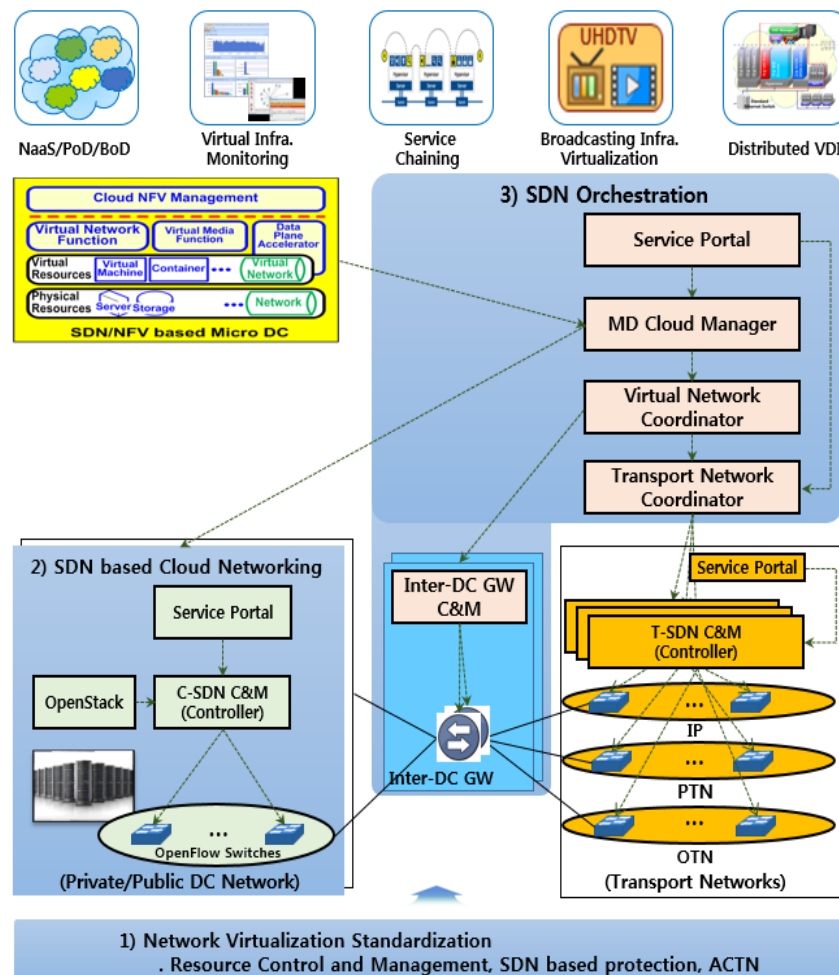 UHDTV
NaaS/PoD/BoD
Virtual Infra.
Monitoring
Service
Chaining
Broadcasting Infra.
Virtualization
Distributed VDI
Cloud NFV Management
Virtual Network
Function
Virtual Media
Function
Data
Plane
Accelerator
Virtual
Resources
Virtual
Machine
Container
•••
Virtual
Network
Physical
Resources
Server
Storage
•••
Network
SDN/NFV based Micro DC
3) SDN Orchestration
Service Portal
MD Cloud Manager
Virtual Network
Coordinator
Transport Network
Coordinator
2) SDN based Cloud Networking
Service Portal
OpenStack
C-SDN C&M
(Controller)
...
OpenFlow Switches
(Private/Public DC Network)
Inter-DC GW
C&M
Inter-DC GW
Service Portal
T-SDN C&M
(Controller)
...
IP
...
PTN
...
OTN
(Transport Networks)
1) Network Virtualization Standardization
. Resource Control and Management, SDN based protection, ACTN